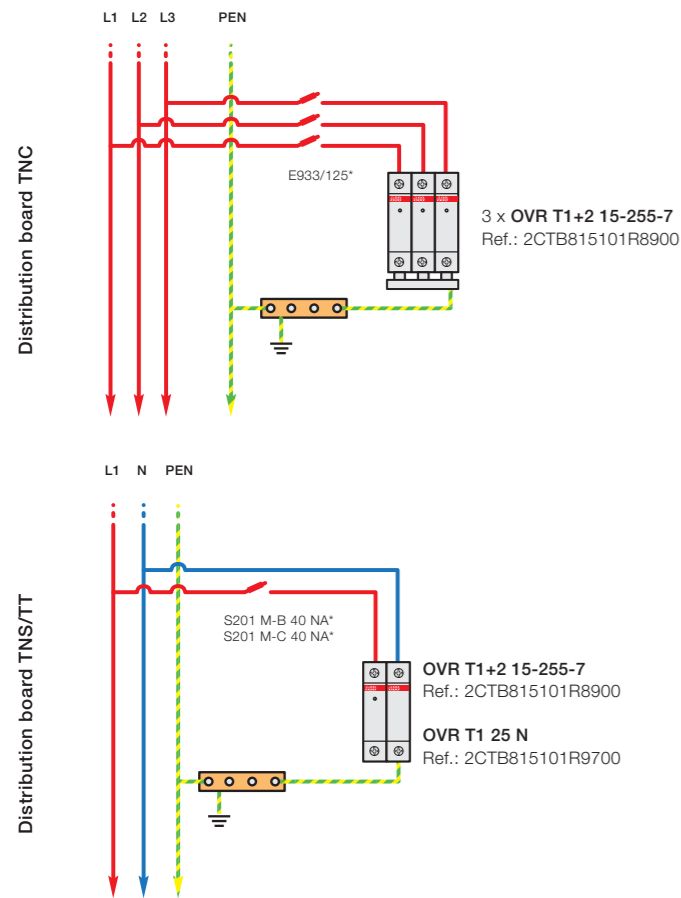 L1 L2 L3 PEN
Distribution board TNC
E933/125*
3 x OVR T1+2 15-255-7
Ref.: 2CTB815101R8900
L1 N PEN
Distribution board TNS/TT
S201 M-B 40 NA*
S201 M-C 40 NA*
OVR T1+2 15-255-7
Ref.: 2CTB815101R8900
OVR T1 25 N
Ref.: 2CTB815101R9700